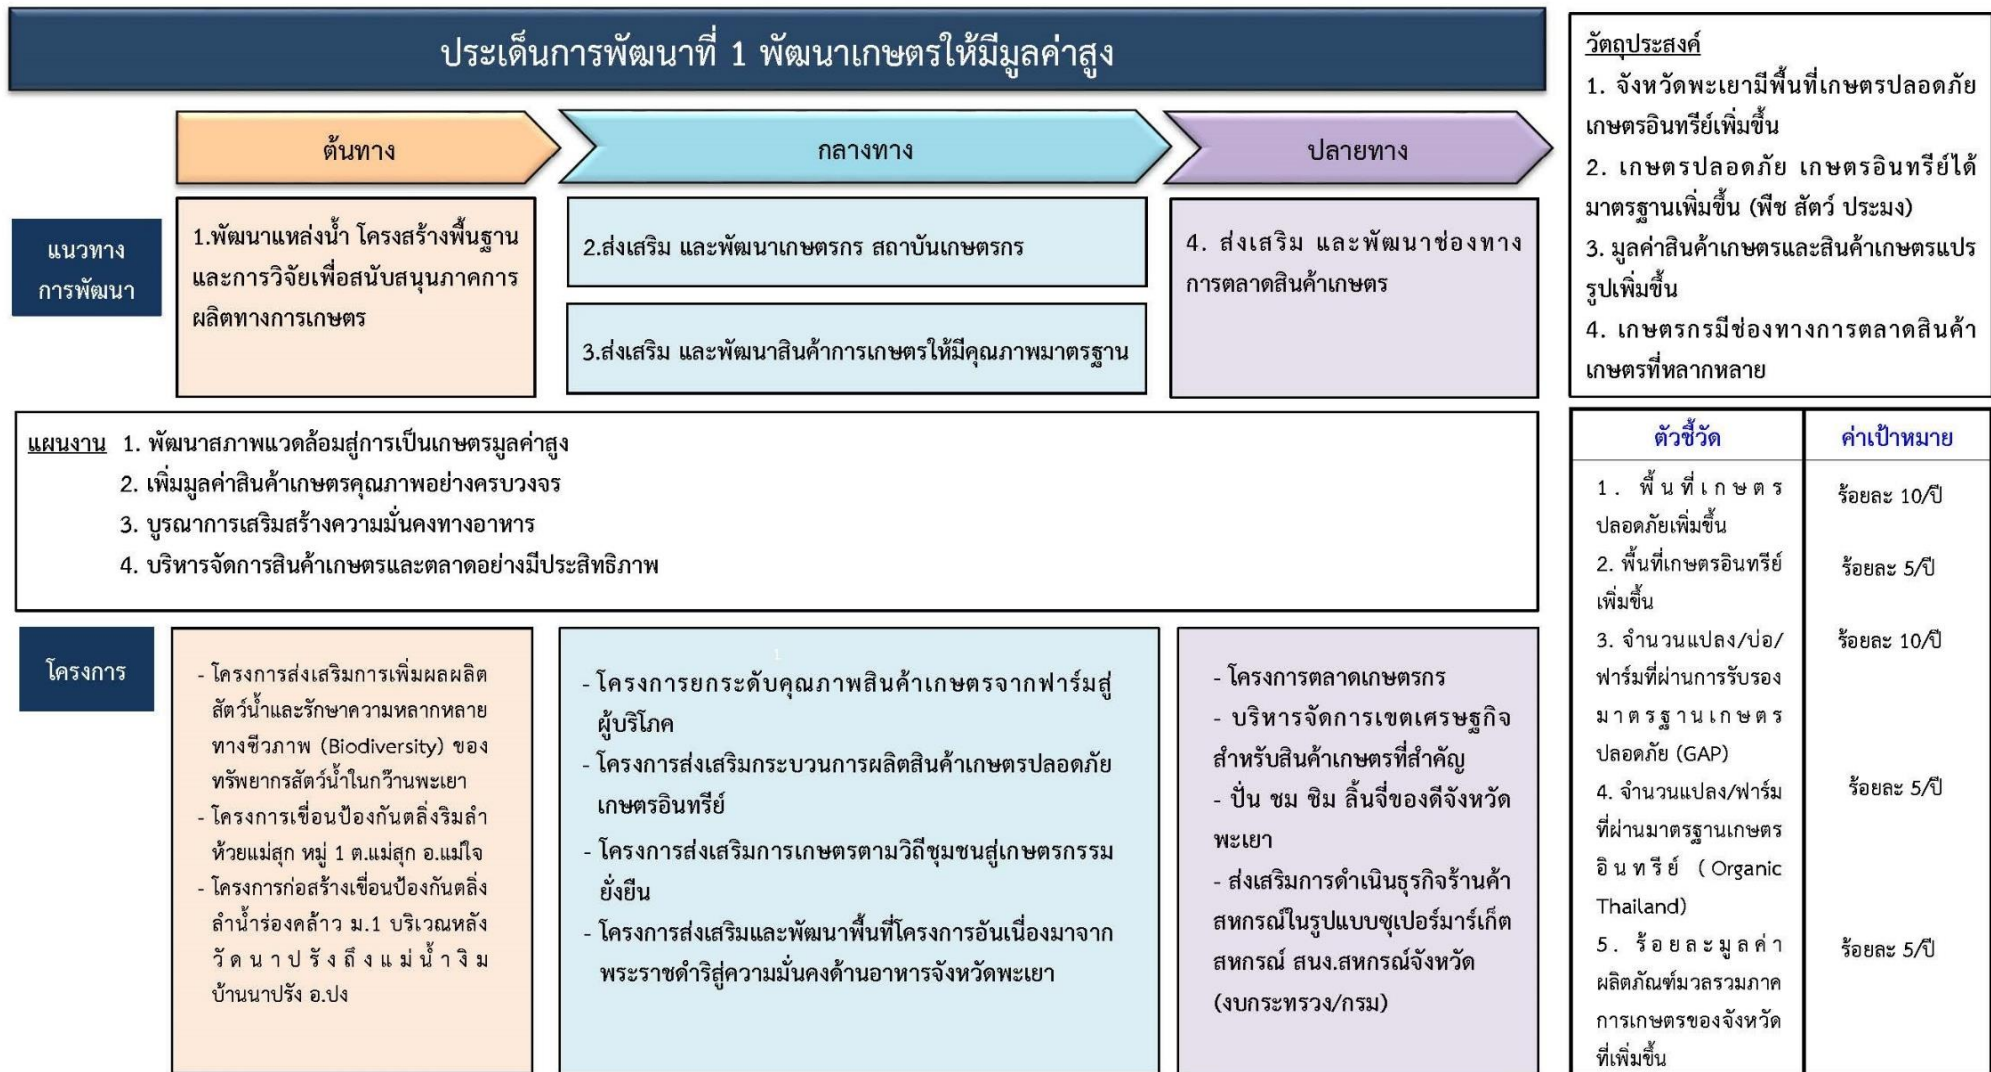 ประเด็นการพัฒนาที่ 1 พัฒนาเกษตรให้มีมูลค่าสูง
ต้นทาง
กลางทาง
ปลายทาง
แนวทาง
การพัฒนา
1.พัฒนาแหล่งน้ำ โครงสร้างพื้นฐาน
และการวิจัยเพื่อสนับสนุนภาคการ
ผลิตทางการเกษตร
2.ส่งเสริม และพัฒนาเกษตรกร สถาบันเกษตรกร
3.ส่งเสริม และพัฒนาสินค้าการเกษตรให้มีคุณภาพมาตรฐาน
4. ส่งเสริม และพัฒนาช่องทาง
การตลาดสินค้าเกษตร
แผนงาน 1. พัฒนาสภาพแวดล้อมสู่การเป็นเกษตรมูลค่าสูง
2. เพิ่มมูลค่าสินค้าเกษตรคุณภาพอย่างครบวงจร
3. บูรณาการเสริมสร้างความมั่นคงทางอาหาร
4. บริหารจัดการสินค้าเกษตรและตลาดอย่างมีประสิทธิภาพ
โครงการ
- โครงการส่งเสริมการเพิ่มผลผลิต
สัตว์น้ำและรักษาความหลากหลาย
ทางชีวภาพ (Biodiversity) ของ
ทรัพยากรสัตว์น้ำในกว๊านพะเยา
- โครงการเขื่อนป้องกันตลิ่งริมลำ
ห้วยแม่สุก หมู่ 1 ต.แม่สุก อ.แม่ใจ
- โครงการก่อสร้างเขื่อนป้องกันตลิ่ง
ลำน้ำร่องคล้าว ม.1 บริเวณหลัง
วัดนาปรังถึงแม่น้ำงิม
บ้านนาปรัง อ.ปง
1
- โครงการยกระดับคุณภาพสินค้าเกษตรจากฟาร์มสู่
ผู้บริโภค
- โครงการส่งเสริมกระบวนการผลิตสินค้าเกษตรปลอดภัย
เกษตรอินทรีย์
- โครงการส่งเสริมการเกษตรตามวิถีชุมชนสู่เกษตรกรรม
ยั่งยืน
- โครงการส่งเสริมและพัฒนาพื้นที่โครงการอันเนื่องมาจาก
พระราชดำริสู่ความมั่นคงด้านอาหารจังหวัดพะเยา
- โครงการตลาดเกษตรกร
- บริหารจัดการเขตเศรษฐกิจ
สำหรับสินค้าเกษตรที่สำคัญ
- ปั่น ชม ชิม ลิ้นจี่ของดีจังหวัด
พะเยา
- ส่งเสริมการดำเนินธุรกิจร้านค้า
สหกรณ์ในรูปแบบซุเปอร์มาร์เก็ต
สหกรณ์ สนง.สหกรณ์จังหวัด
(งบกระทรวง/กรม)
วัตถุประสงค์
1. จังหวัดพะเยามีพื้นที่เกษตรปลอดภัย
เกษตรอินทรีย์เพิ่มขึ้น
2. เกษตรปลอดภัย เกษตรอินทรีย์ได้
มาตรฐานเพิ่มขึ้น (พืช สัตว์ ประมง)
3. มูลค่าสินค้าเกษตรและสินค้าเกษตรแปร
รูปเพิ่มขึ้น
4. เกษตรกรมีช่องทางการตลาดสินค้า
เกษตรที่หลากหลาย
ตัวชี้วัด ค่าเป้าหมาย
1. พื้นที่เกษตร ร้อยละ 10/ปี
ปลอดภัยเพิ่มขึ้น
2. พื้นที่เกษตรอินทรีย์ ร้อยละ 5/ปี
เพิ่มขึ้น
3. จำนวนแปลง/บ่อ/ ร้อยละ 10/ปี
ฟาร์มที่ผ่านการรับรอง
มาตรฐานเกษตร
ปลอดภัย (GAP)
4. จำนวนแปลง/ฟาร์ม ร้อยละ 5/ปี
ที่ผ่านมาตรฐานเกษตร
อินทรีย์ (Organic
Thailand)
5. ร้อยละมูลค่า ร้อยละ 5/ปี
ผลิตภัณฑ์มวลรวมภาค
การเกษตรของจังหวัด
ที่เพิ่มขึ้น